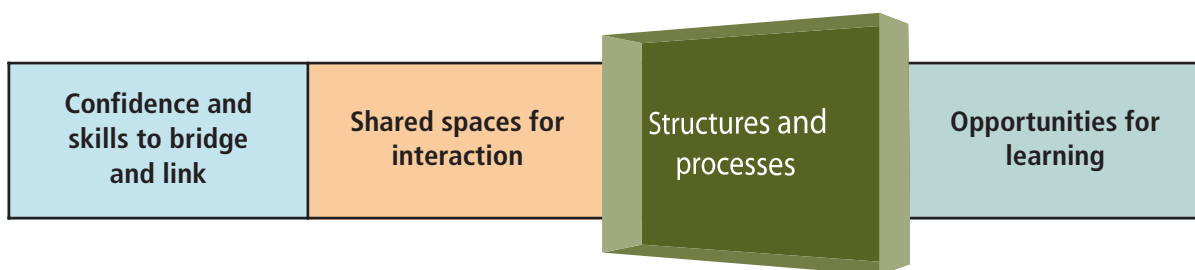 Confidence and
skills to bridge
and link
Shared spaces for
interaction
Structures and
processes
Opportunities for
learning